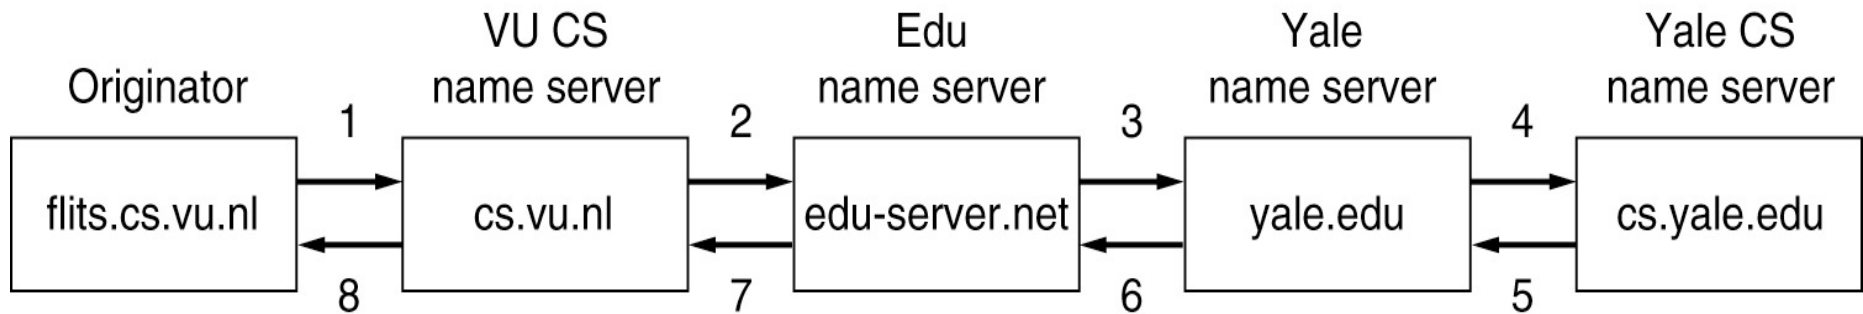 Originator
VU CS
name server
Edu
name server
Yale
name server
Yale CS
name server
1
2
3
4
flits.cs.vu.nl
cs.vu.nl
edu-server.net
yale.edu
cs.yale.edu
8
7
6
5